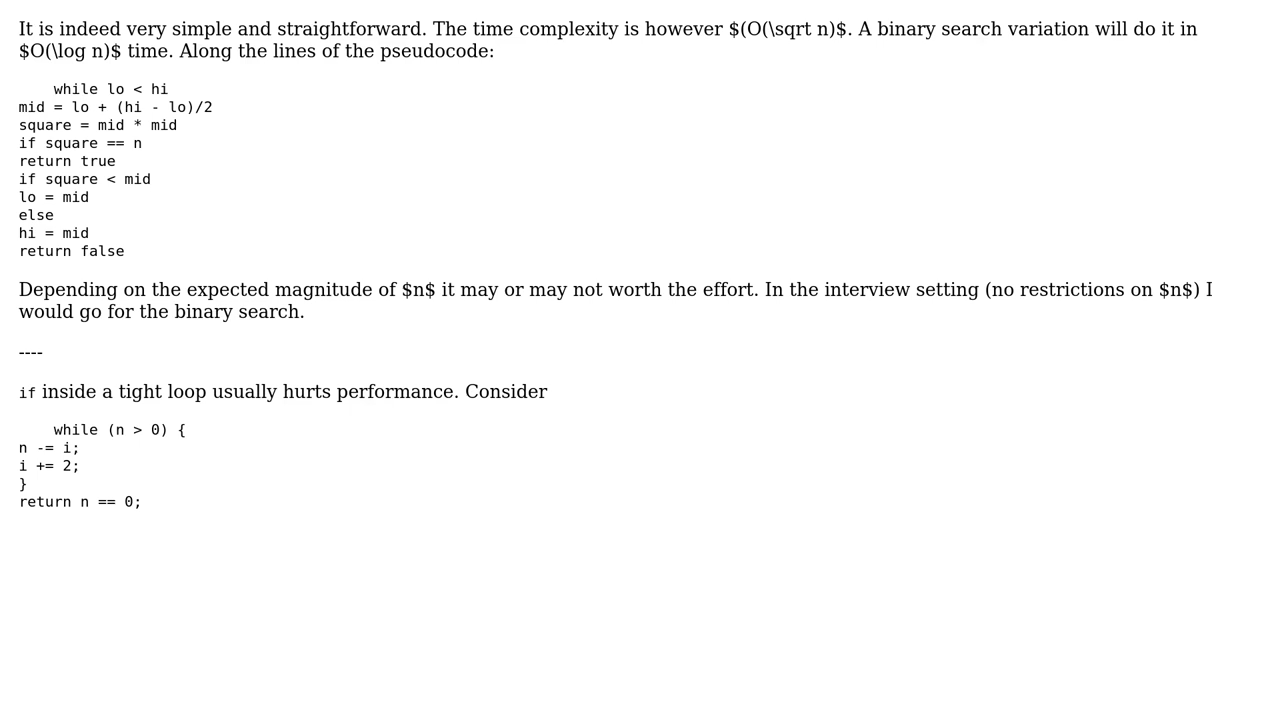 It is indeed very simple and straightforward. The time complexity is however $(O(\sqrt n)$. A binary search variation will do it in
$O(\log n)$ time. Along the lines of the pseudocode:
    while lo < hi
mid = lo + (hi - lo)/2
square = mid * mid
if square == n
return true
if square < mid
lo = mid
else
hi = mid
return false
Depending on the expected magnitude of $n$ it may or may not worth the effort. In the interview setting (no restrictions on $n$) I
would go for the binary search.
----
if inside a tight loop usually hurts performance. Consider
    while (n > 0) {
n -= i;
i += 2;
}
return n == 0;